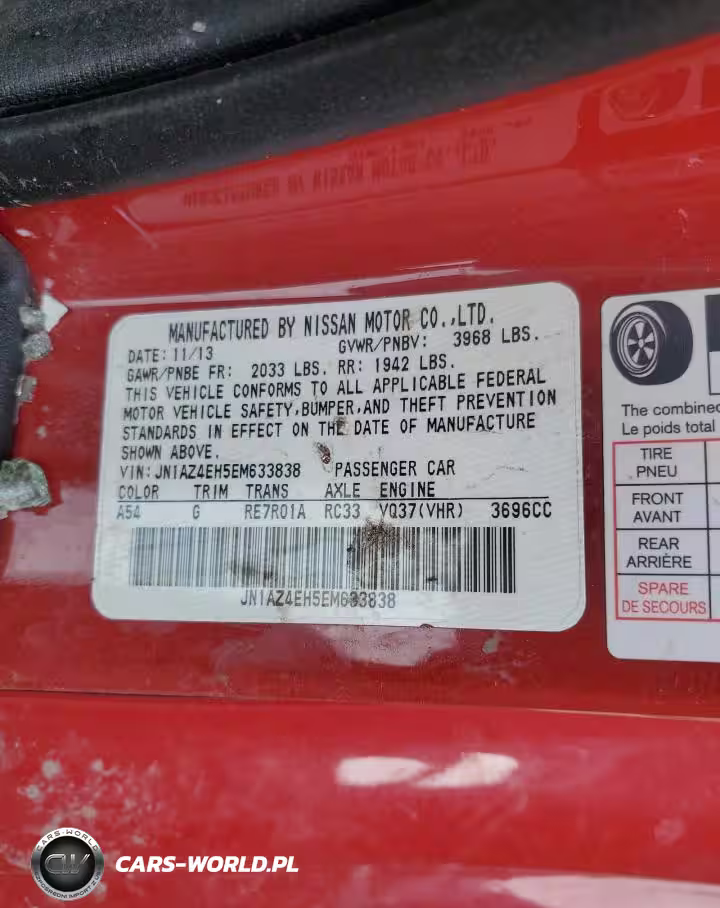 MANUFACTURED BY NISSAN MOTOR CO.,LTD.
DATE: 11/13 GVWR/PNBV: 3968 LBS.
GAWR/PNBE FR: 2033 LBS. RR: 1942 LBS.
THIS VEHICLE CONFORMS TO ALL APPLICABLE FEDERAL
MOTOR VEHICLE SAFETY,BUMPER,AND THEFT PREVENTION
STANDARDS IN EFFECT ON THE DATE OF MANUFACTURE
SHOWN ABOVE.
VIN: JN1AZ4EH5EM633838 PASSENGER CAR
COLOR TRIM TRANS AXLE ENGINE
A54 G RE7R01A RC33 VQ37(VHR) 3696CC
JN1AZ4EH5EM633838
The combined
Le poids total
TIRE
PNEU
FRONT
AVANT
REAR
ARRIÈRE
SPARE
DE SECOURS
CARS-WORLD
CW
CARS-WORLD.PL